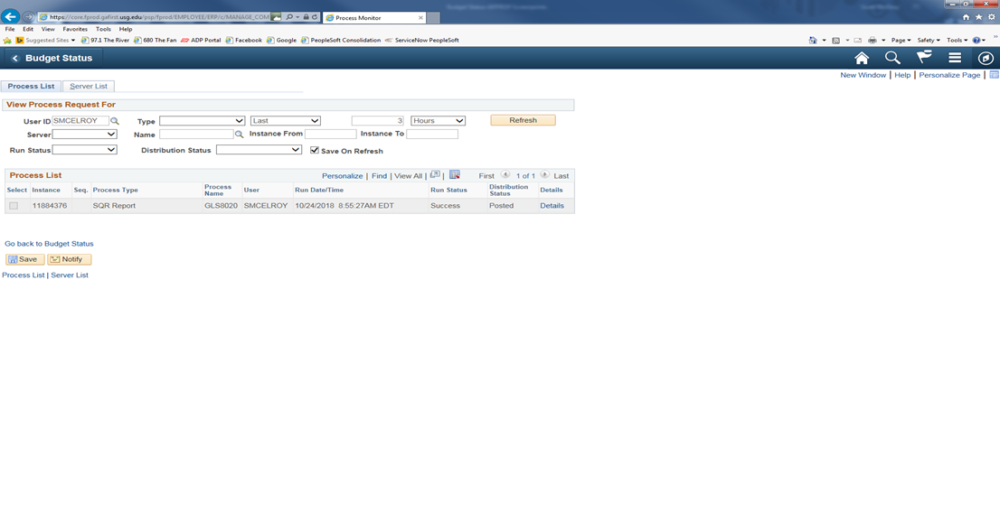 https://core.fprod.gafirst.usg.edu/psp/fprod/EMPLOYEE/ERP/c/MANAGE_COM
Process Monitor
File Edit View Favorites Tools Help
Suggested Sites 97.1 The River 680 The Fan ADP Portal Facebook Google PeopleSoft Consolidation ServiceNow PeopleSoft
Page Safety Tools
Budget Status
New Window | Help | Personalize Page |
Process List Server List
View Process Request For
User ID SMCELROY Type Last 3 Hours Refresh
Server Name Instance From Instance To
Run Status Distribution Status Save On Refresh
Process List Personalize | Find | View All | | First 1 of 1 Last
Select Instance Seq. Process Type Process Name User Run Date/Time Run Status Distribution Status Details
11884376 SQR Report GLS8020 SMCELROY 10/24/2018 8:55:27AM EDT Success Posted Details
Go back to Budget Status
Save Notify
Process List | Server List